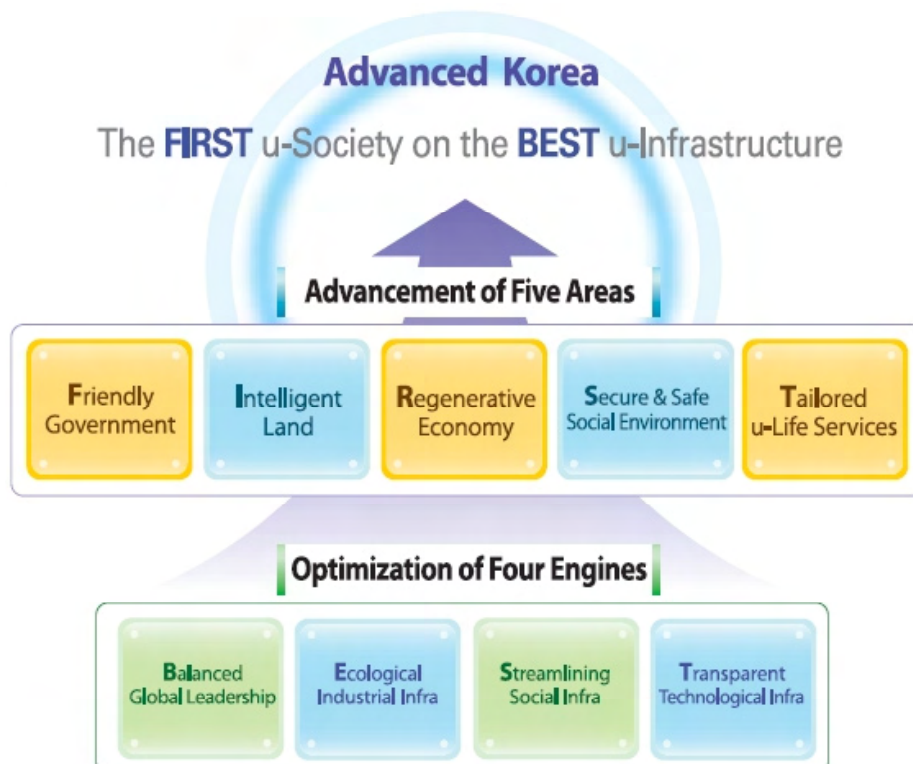 Advanced Korea
The FIRST u-Society on the BEST u-Infrastructure
Advancement of Five Areas
Friendly
Government
Intelligent
Land
Regenerative
Economy
Secure & Safe
Social Environment
Tailored
u-Life Services
Optimization of Four Engines
Balanced
Global Leadership
Ecological
Industrial Infra
Streamlining
Social Infra
Transparent
Technological Infra